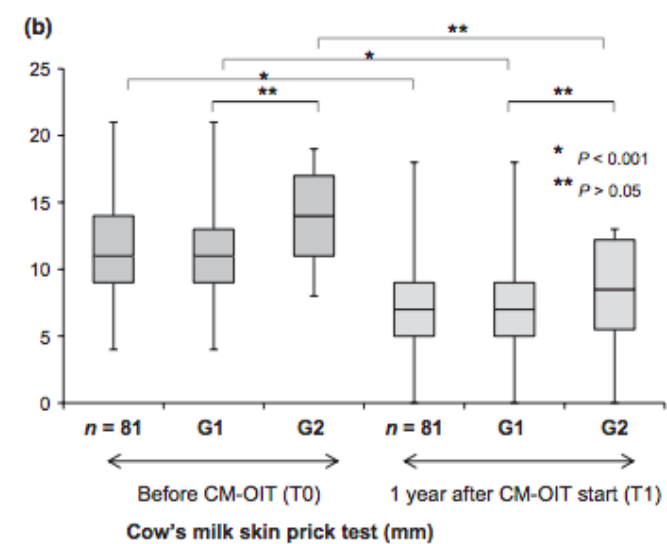 (b)
**
*
*
25
**
**
20
* P < 0.001
** P > 0.05
15
10
5
0
n = 81 G1 G2 n = 81 G1 G2
Before CM-OIT (T0) 1 year after CM-OIT start (T1)
Cow's milk skin prick test (mm)